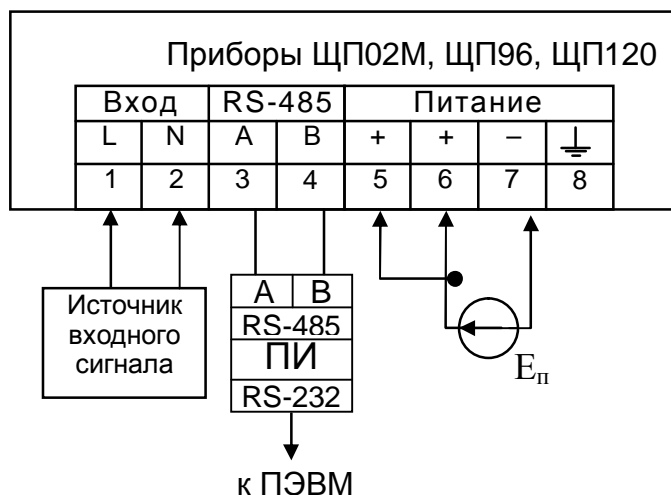 Приборы ЩП02М, ЩП96, ЩП120
Вход RS-485 Питание
L N A B + + –
1 2 3 4 5 6 7 8
Источник
входного
сигнала
A B
RS-485
ПИ
RS-232
Eп
к ПЭВМ